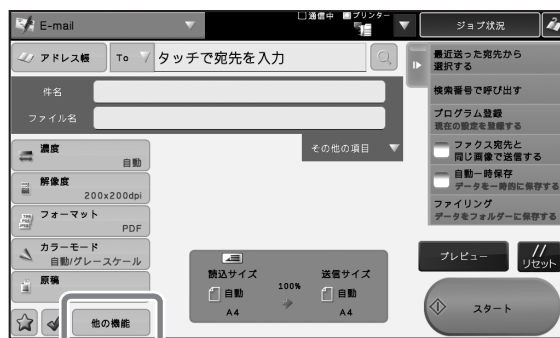 E-mail
通信中 プリンター
ジョブ状況
アドレス帳
To
タッチで宛先を入力
件名
ファイル名
その他の項目
濃度
自動
解像度
200x200dpi
フォーマット
PDF
カラーモード
自動/グレースケール
原稿
他の機能
読込サイズ
自動
A4
100%
送信サイズ
自動
A4
最近送った宛先から
選択する
検索番号で呼び出す
プログラム登録
現在の設定を登録する
ファクス宛先と
同じ画像で送信する
自動一時保存
データを一時的に保存する
ファイリング
データをフォルダーに保存する
プレビュー
リセット
スタート